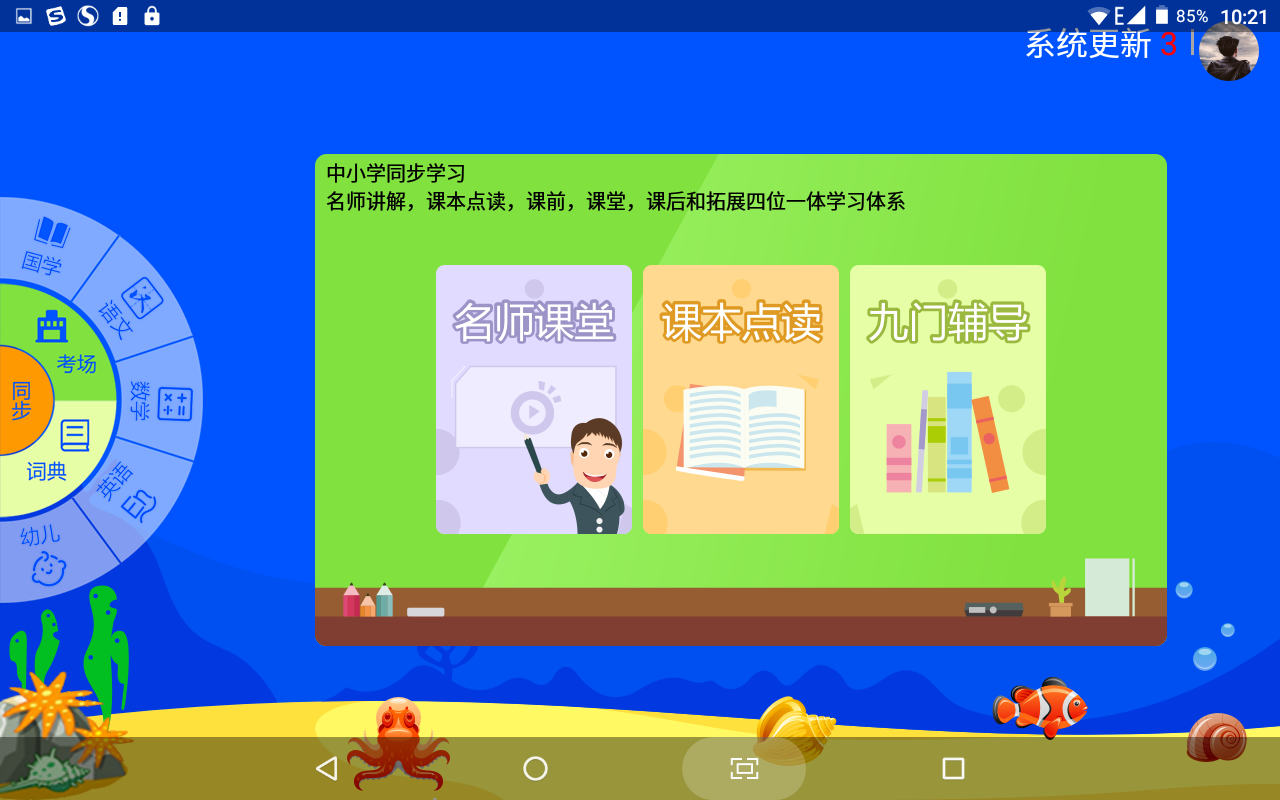 E 85% 10:21
系统更新 3
中小学同步学习
名师讲解，课本点读，课前，课堂，课后和拓展四位一体学习体系
名师课堂
课本点读
九门辅导
国学
语文
数学
英语
幼儿
考场
同步
词典